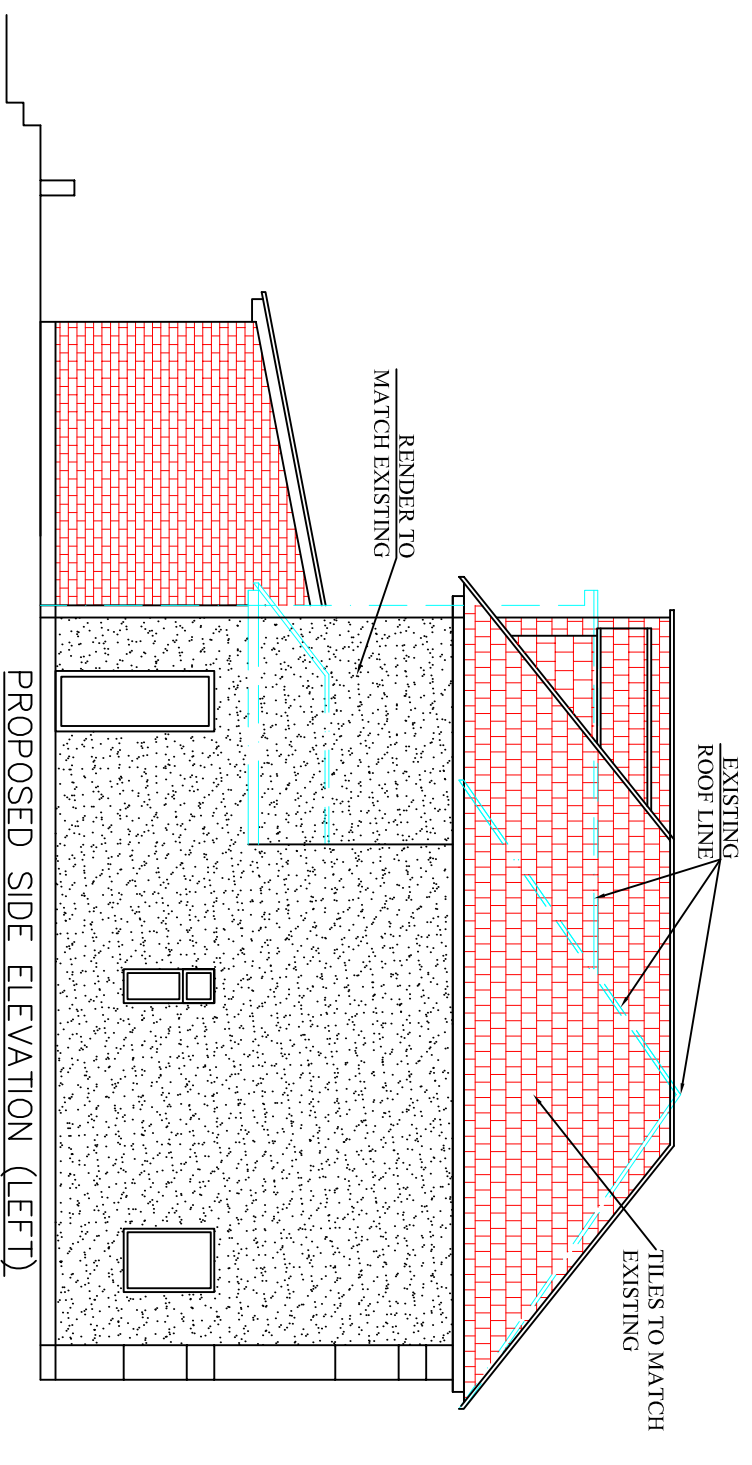 EXISTING
ROOF LINE
TILES TO MATCH
EXISTING
RENDER TO
MATCH EXISTING
PROPOSED SIDE ELEVATION (LEFT)